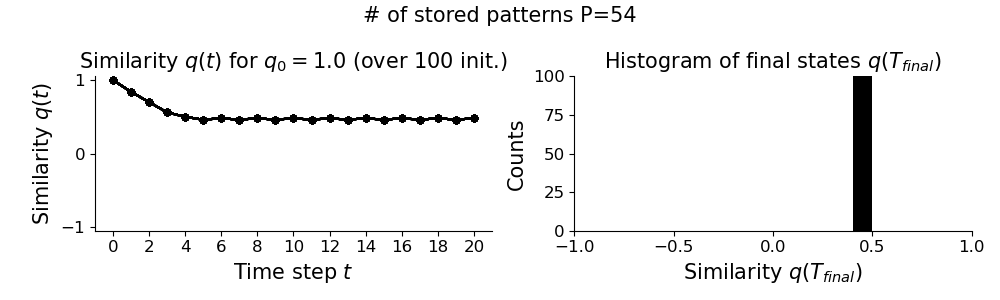 # of stored patterns P=54
Similarity q(t) for q₀ = 1.0 (over 100 init.)
1
0
−1
Similarity q(t)
0 2 4 6 8 10 12 14 16 18 20
Time step t
Histogram of final states q(T_final)
100
75
50
25
0
Counts
−1.0 −0.5 0.0 0.5 1.0
Similarity q(T_final)